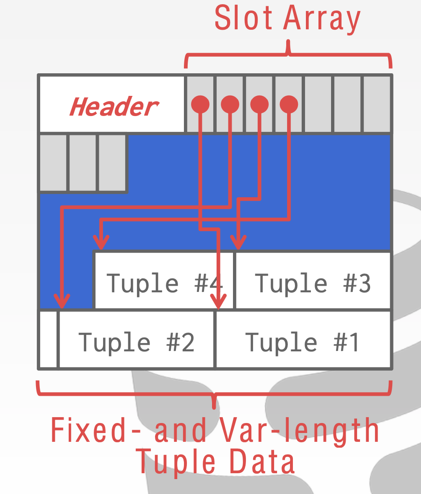 Slot Array
Header
Tuple #4
Tuple #3
Tuple #2
Tuple #1
Fixed- and Var-length
Tuple Data